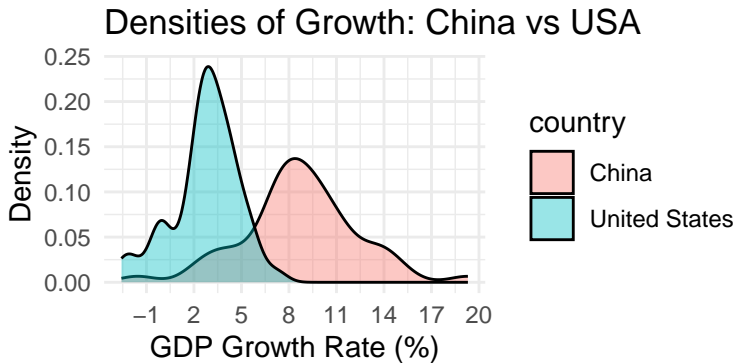 Densities of Growth: China vs USA
0.25
0.20
0.15
0.10
0.05
0.00
Density
−1 2 5 8 11 14 17 20
GDP Growth Rate (%)
country
China
United States